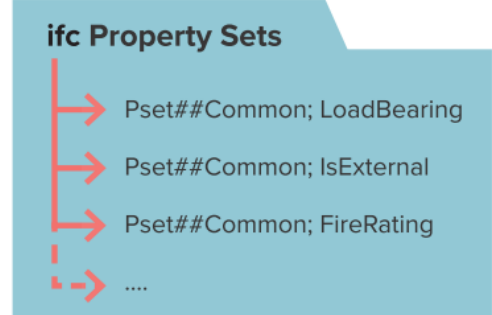 ifc Property Sets
Pset##Common; LoadBearing
Pset##Common; IsExternal
Pset##Common; FireRating
....